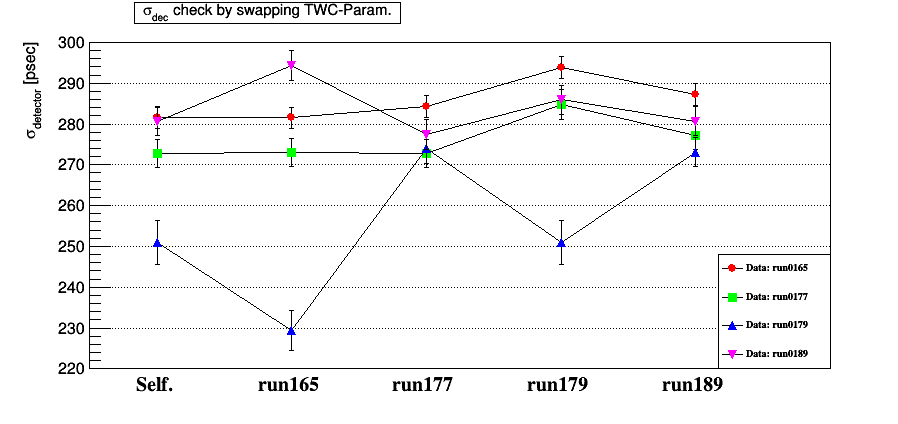 σdec check by swapping TWC-Param.
σdetector [psec]
300
290
280
270
260
250
240
230
220
Self. run165 run177 run179 run189
Data: run0165
Data: run0177
Data: run0179
Data: run0189